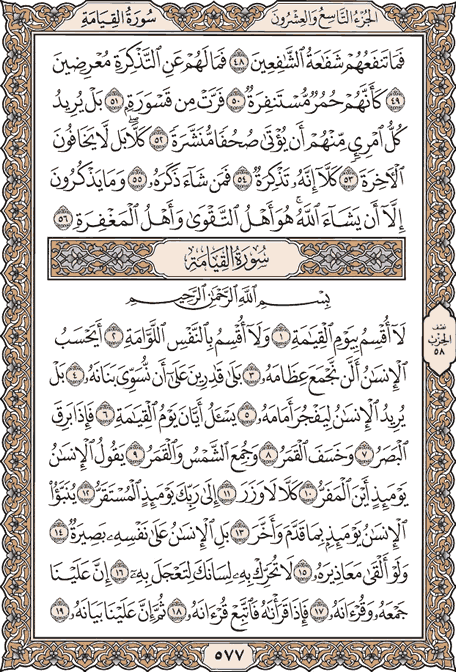 الجُزْءُ التَّاسِعُ وَالعِشْرُونَ
سُورَةُ القِيَامَةِ
فَمَا تَنفَعُهُمْ شَفَٰعَةُ ٱلشَّٰفِعِينَ ٤٨ فَمَا لَهُمْ عَنِ ٱلتَّذْكِرَةِ مُعْرِضِينَ
٤٩ كَأَنَّهُمْ حُمُرٌ مُّسْتَنفِرَةٌ ٥٠ فَرَّتْ مِن قَسْوَرَةٍ ٥١ بَلْ يُرِيدُ
كُلُّ ٱمْرِئٍ مِّنْهُمْ أَن يُؤْتَىٰ صُحُفًا مُّنَشَّرَةً ٥٢ كَلَّا ۖ بَل لَّا يَخَافُونَ
ٱلْأٓخِرَةَ ٥٣ كَلَّآ إِنَّهُۥ تَذْكِرَةٌ ٥٤ فَمَن شَآءَ ذَكَرَهُۥ ٥٥ وَمَا يَذْكُرُونَ
إِلَّآ أَن يَشَآءَ ٱللَّهُ ۚ هُوَ أَهْلُ ٱلتَّقْوَىٰ وَأَهْلُ ٱلْمَغْفِرَةِ ٥٦
سُورَةُ القِيَامَةِ
بِسْمِ ٱللَّهِ ٱلرَّحْمَٰنِ ٱلرَّحِيمِ
لَآ أُقْسِمُ بِيَوْمِ ٱلْقِيَٰمَةِ ١ وَلَآ أُقْسِمُ بِٱلنَّفْسِ ٱللَّوَّامَةِ ٢ أَيَحْسَبُ
ٱلْإِنسَٰنُ أَلَّن نَّجْمَعَ عِظَامَهُۥ ٣ بَلَىٰ قَٰدِرِينَ عَلَىٰٓ أَن نُّسَوِّىَ بَنَانَهُۥ ٤ بَلْ
يُرِيدُ ٱلْإِنسَٰنُ لِيَفْجُرَ أَمَامَهُۥ ٥ يَسْـَٔلُ أَيَّانَ يَوْمُ ٱلْقِيَٰمَةِ ٦ فَإِذَا بَرِقَ
ٱلْبَصَرُ ٧ وَخَسَفَ ٱلْقَمَرُ ٨ وَجُمِعَ ٱلشَّمْسُ وَٱلْقَمَرُ ٩ يَقُولُ ٱلْإِنسَٰنُ
يَوْمَئِذٍ أَيْنَ ٱلْمَفَرُّ ١٠ كَلَّا لَا وَزَرَ ١١ إِلَىٰ رَبِّكَ يَوْمَئِذٍ ٱلْمُسْتَقَرُّ ١٢ يُنَبَّؤُا۟
ٱلْإِنسَٰنُ يَوْمَئِذٍۭ بِمَا قَدَّمَ وَأَخَّرَ ١٣ بَلِ ٱلْإِنسَٰنُ عَلَىٰ نَفْسِهِۦ بَصِيرَةٌ ١٤
وَلَوْ أَلْقَىٰ مَعَاذِيرَهُۥ ١٥ لَا تُحَرِّكْ بِهِۦ لِسَانَكَ لِتَعْجَلَ بِهِۦٓ ١٦ إِنَّ عَلَيْنَا
جَمْعَهُۥ وَقُرْءَانَهُۥ ١٧ فَإِذَا قَرَأْنَٰهُ فَٱتَّبِعْ قُرْءَانَهُۥ ١٨ ثُمَّ إِنَّ عَلَيْنَا بَيَانَهُۥ ١٩
نصف
الحزب
٥٨
٥٧٧